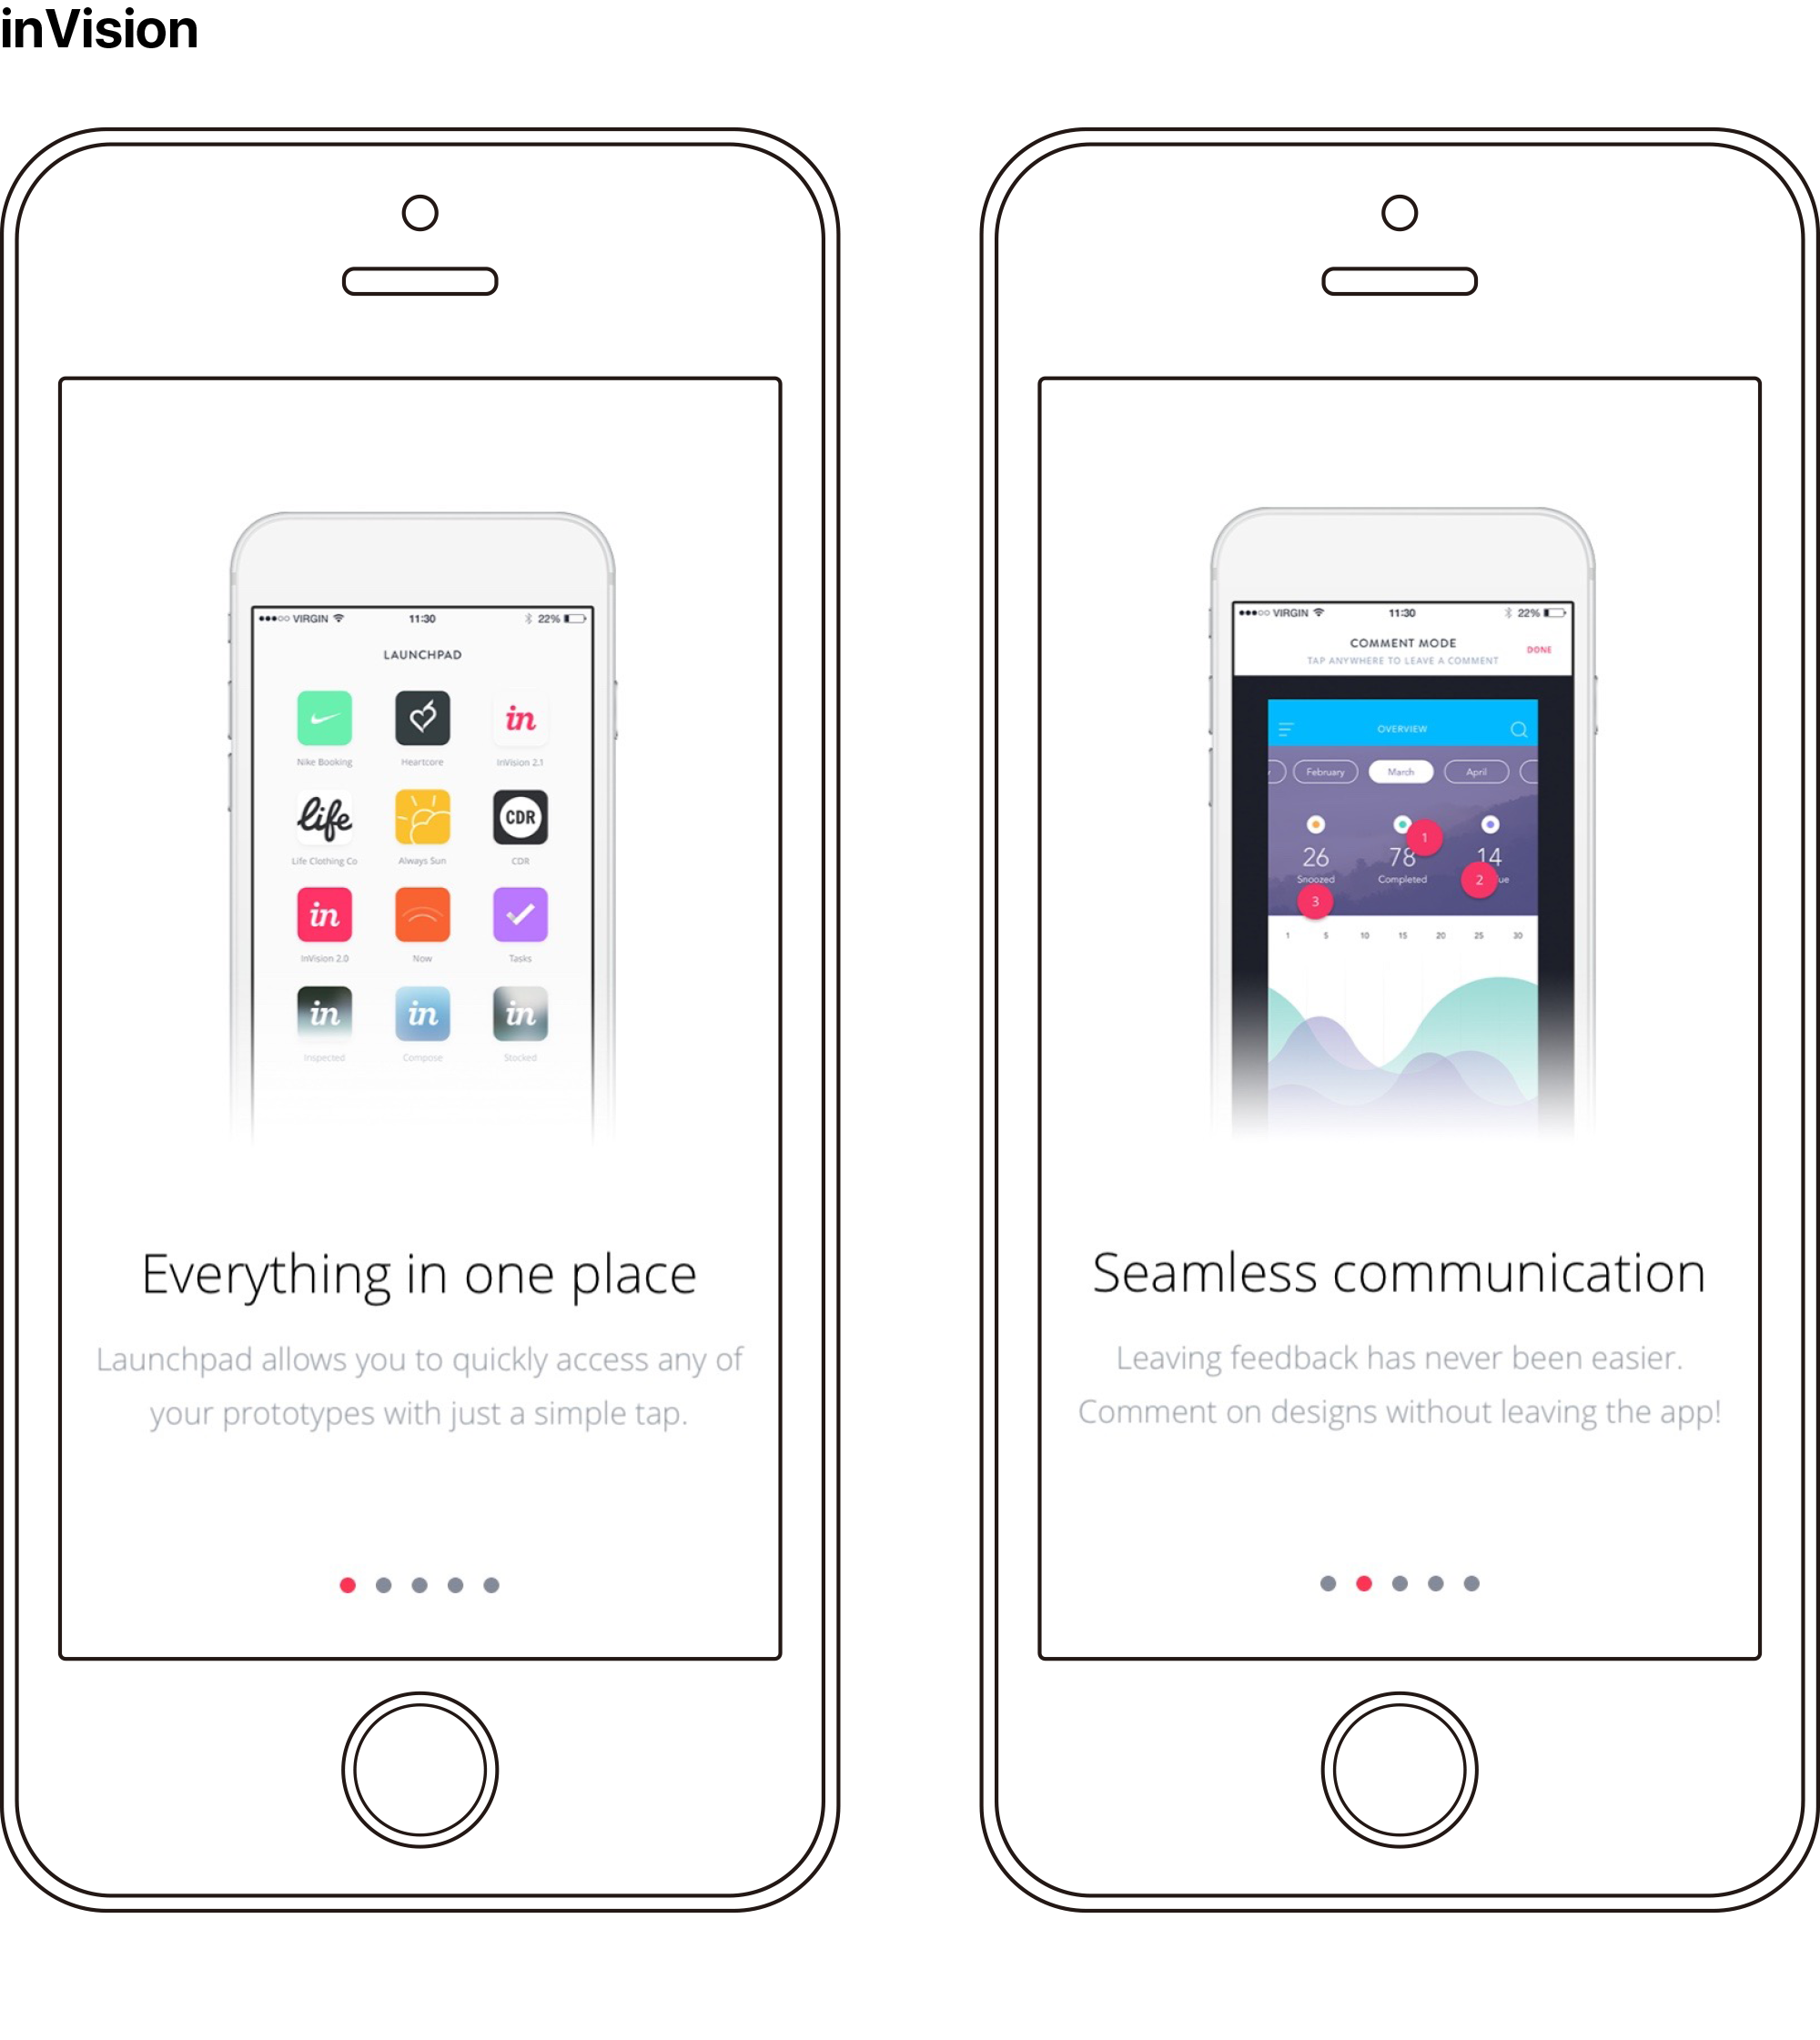 inVision
VIRGIN 11:30 22%
LAUNCHPAD
in
Nike Booking Heartcore InVision 2.1
life CDR
Life Clothing Co Always Sun CDR
in
InVision 2.0 Now Tasks
in in in
Inspected Compose Stocked
Everything in one place
Launchpad allows you to quickly access any of
your prototypes with just a simple tap.
VIRGIN 11:30 22%
COMMENT MODE
DONE
TAP ANYWHERE TO LEAVE A COMMENT
OVERVIEW
February March April
1
26 78 14
Snoozed Completed 2 ue
3
1 5 10 15 20 25 30
Seamless communication
Leaving feedback has never been easier.
Comment on designs without leaving the app!